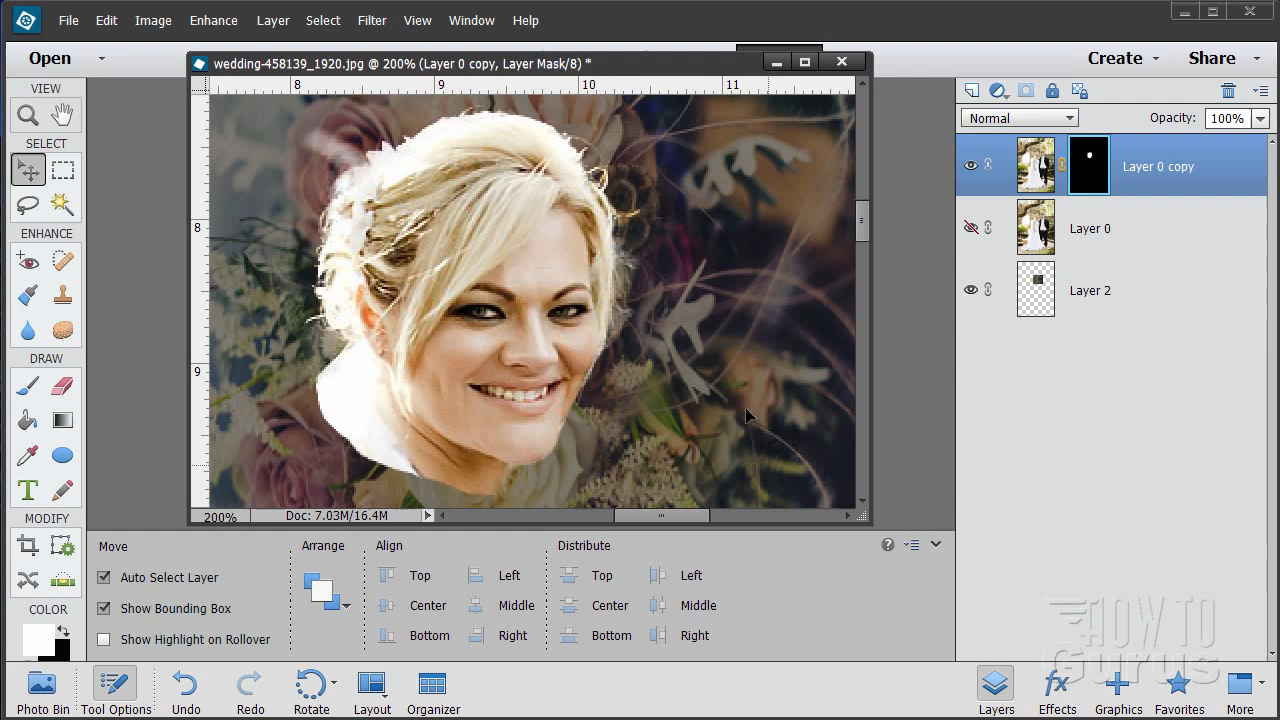 File Edit Image Enhance Layer Select Filter View Window Help
Open
Create Share
VIEW
SELECT
ENHANCE
DRAW
T
MODIFY
COLOR
wedding-458139_1920.jpg @ 200% (Layer 0 copy, Layer Mask/8) *
8 9 10 11
8
9
200% Doc: 7.03M/16.4M
Normal Opacity: 100%
Layer 0 copy
Layer 0
Layer 2
Move Arrange Align Distribute
Auto Select Layer Top Left Top Left
Show Bounding Box Center Middle Center Middle
Show Highlight on Rollover Bottom Right Bottom Right
HOW TO
Gurus
fx
Photo Bin Tool Options Undo Redo Rotate Layout Organizer Layers Effects Graphics Favorites More